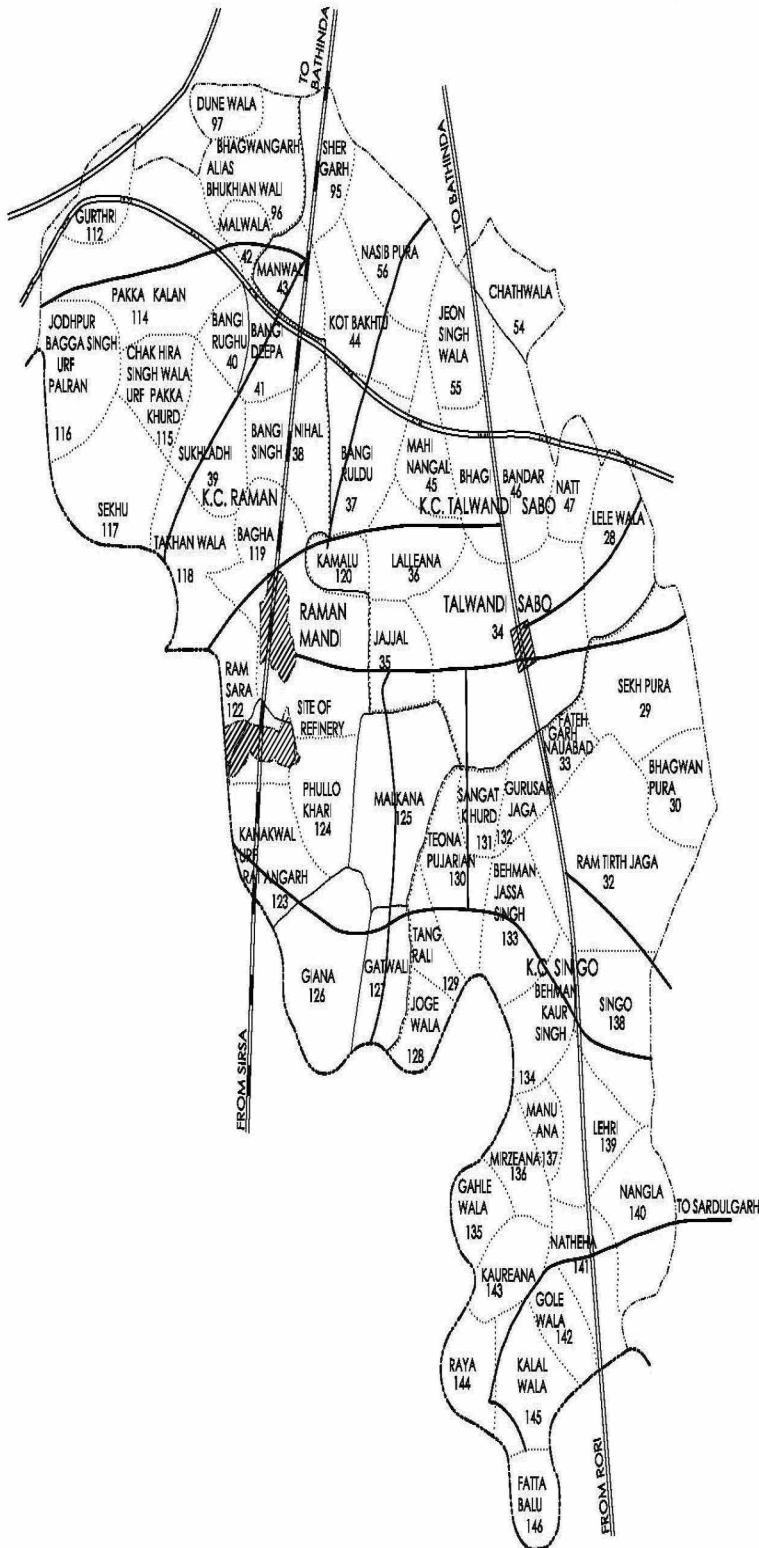 TO
BATHINDA
DUNE WALA
97
BHAGWANGARH
ALIAS
BHUKHIAN WALI
96
SHER
GARH
95
TO BATHINDA
GURTHRI
112
MALWALA
42
MANWAL
43
NASIB PURA
56
CHATHWALA
54
PAKKA KALAN
114
JODHPUR
BAGGA SINGH
URF
PALRAN
116
CHAK HIRA
SINGH WALA
URF PAKKA
KHURD
115
BANGI
RUGHU
40
BANGI
DEEPA
41
KOT BAKHTU
44
JEON
SINGH
WALA
55
SUKHLADHI
39
BANGI
SINGH
NIHAL
38
BANGI
RULDU
37
MAHI
NANGAL
45
BHAGI
BANDAR
46
NATT
47
K.C. RAMAN
K.C. TALWANDI SABO
LELE WALA
28
SEKHU
117
TAKHAN WALA
118
BAGHA
119
KAMALU
120
LALLEANA
36
RAMAN
MANDI
JAJJAL
35
TALWANDI SABO
34
RAM
SARA
122
SITE OF
REFINERY
SEKH PURA
29
FATEH
GARH
NAUABAD
33
BHAGWAN
PURA
30
PHULLO
KHARI
124
MALKANA
125
SANGAT
KHURD
131
GURUSAR
JAGA
132
TEONA
PUJARIAN
130
RAM TIRTH JAGA
32
KANAKWAL
URF
RAT ANGARH
123
BEHMAN
JASSA
SINGH
133
GIANA
126
GATWALI
127
TANG
RALI
129
JOGE
WALA
128
K.C. SINGO
BEHMAN
KAUR
SINGH
134
SINGO
138
FROM SIRSA
MANU
ANA
137
MIRZEANA
136
LEHRI
139
GAHLE
WALA
135
NANGLA
140
TO SARDULGARH
NATHEHA
141
KAUREANA
143
GOLE
WALA
142
RAYA
144
KALAL
WALA
145
FATTA
BALU
146
FROM RORI